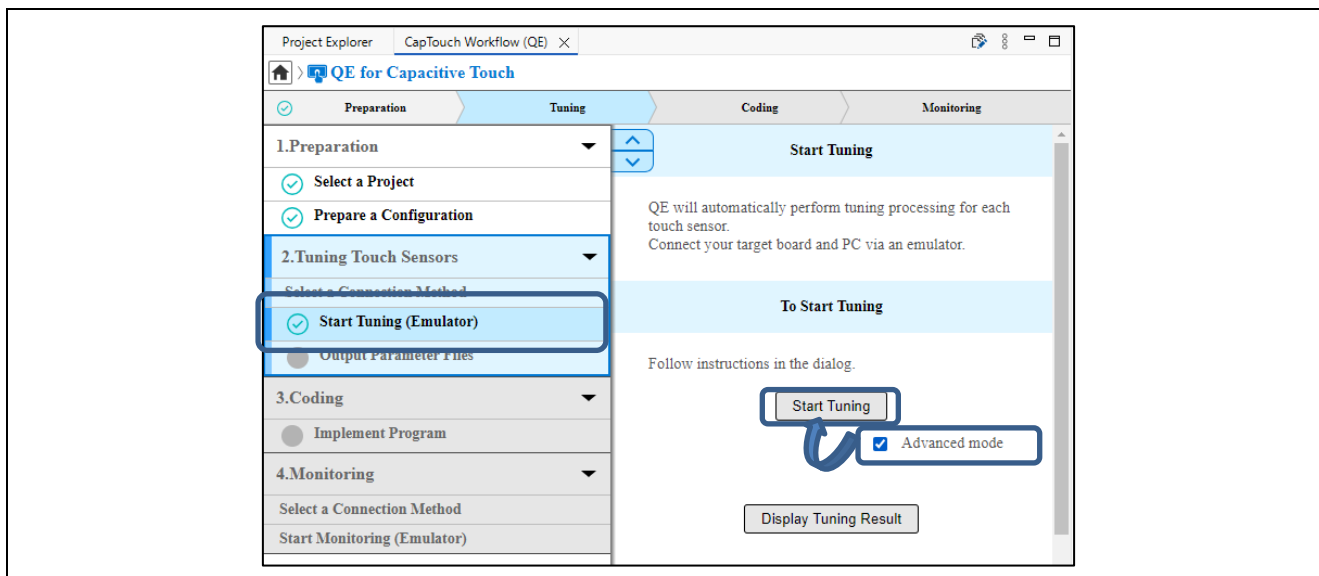 Project Explorer
CapTouch Workflow (QE)
QE for Capacitive Touch
Preparation
Tuning
Coding
Monitoring
1.Preparation
Select a Project
Prepare a Configuration
2.Tuning Touch Sensors
Select a Connection Method
Start Tuning (Emulator)
Output Parameter Files
3.Coding
Implement Program
4.Monitoring
Select a Connection Method
Start Monitoring (Emulator)
Start Tuning
QE will automatically perform tuning processing for each
touch sensor.
Connect your target board and PC via an emulator.
To Start Tuning
Follow instructions in the dialog.
Start Tuning
Advanced mode
Display Tuning Result